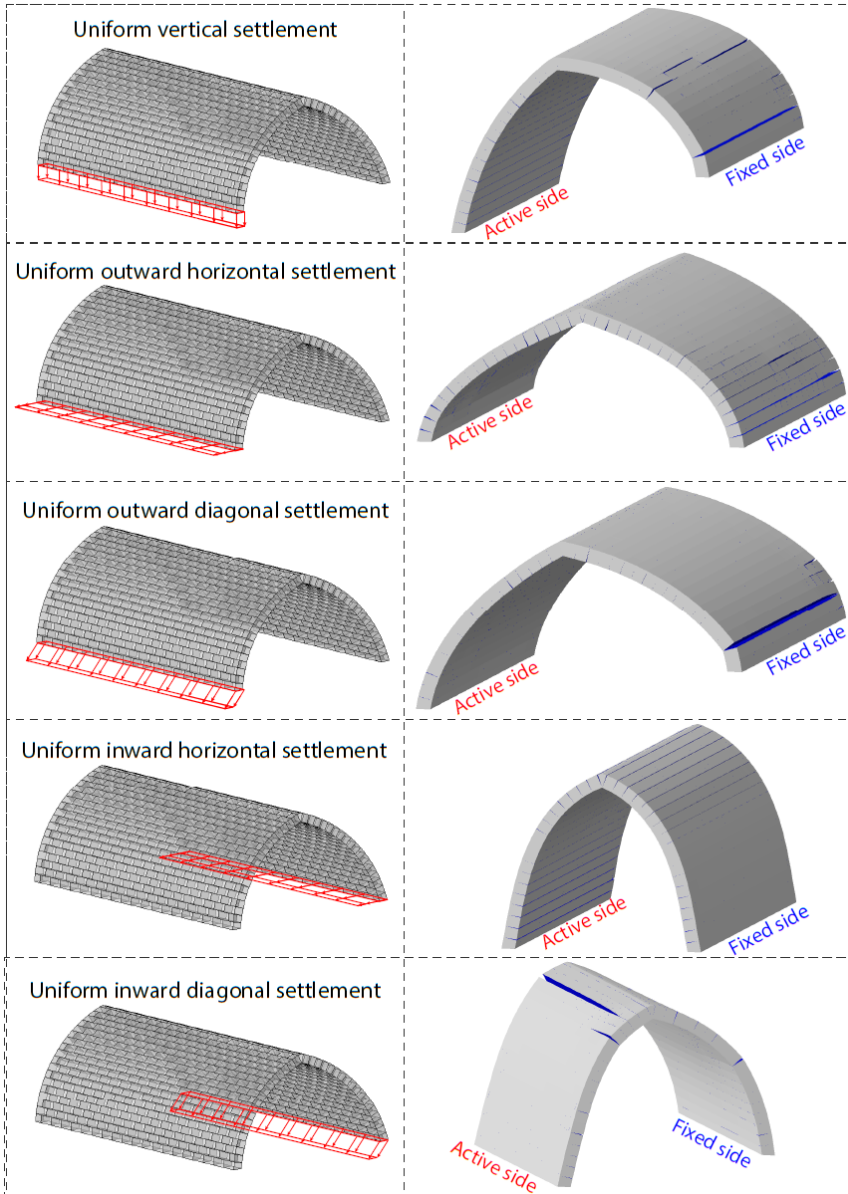 Uniform vertical settlement
Active side
Fixed side
Uniform outward horizontal settlement
Active side
Fixed side
Uniform outward diagonal settlement
Active side
Fixed side
Uniform inward horizontal settlement
Active side
Fixed side
Uniform inward diagonal settlement
Active side
Fixed side